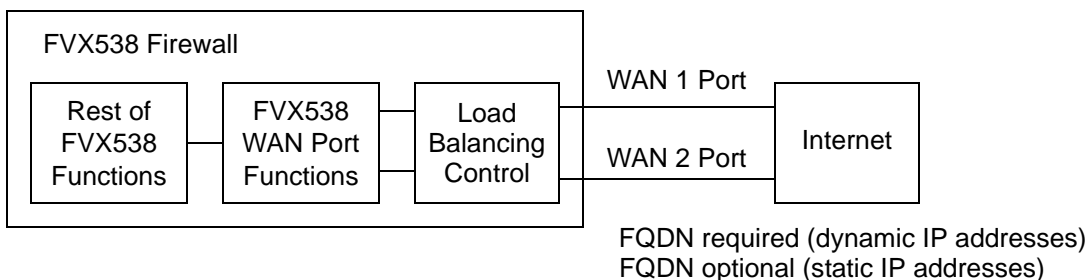 FVX538 Firewall
Rest of
FVX538
Functions
FVX538
WAN Port
Functions
Load
Balancing
Control
WAN 1 Port
WAN 2 Port
Internet
FQDN required (dynamic IP addresses)
FQDN optional (static IP addresses)